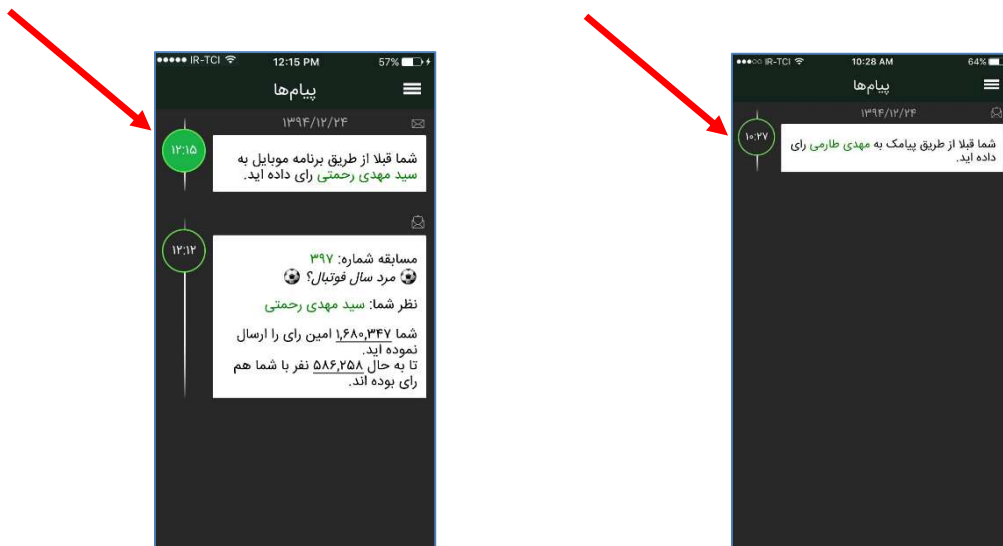 IR-TCI 12:15 PM 57%
پیام‌ها
۱۳۹۴/۱۲/۲۴
۱۲:۱۵
شما قبلا از طریق برنامه موبایل به
سید مهدی رحمتی رای داده اید.
۱۲:۱۲
مسابقه شماره: ۳۹۷
مرد سال فوتبال؟
نظر شما: سید مهدی رحمتی
شما ۱,۶۸۰,۳۴۷ امین رای را ارسال
نموده اید.
تا به حال ۵۸۶,۲۵۸ نفر با شما هم
رای بوده اند.
IR-TCI 10:28 AM 64%
پیام‌ها
۱۳۹۴/۱۲/۲۴
۱۰:۲۷
شما قبلا از طریق پیامک به مهدی طارمی رای
داده اید.